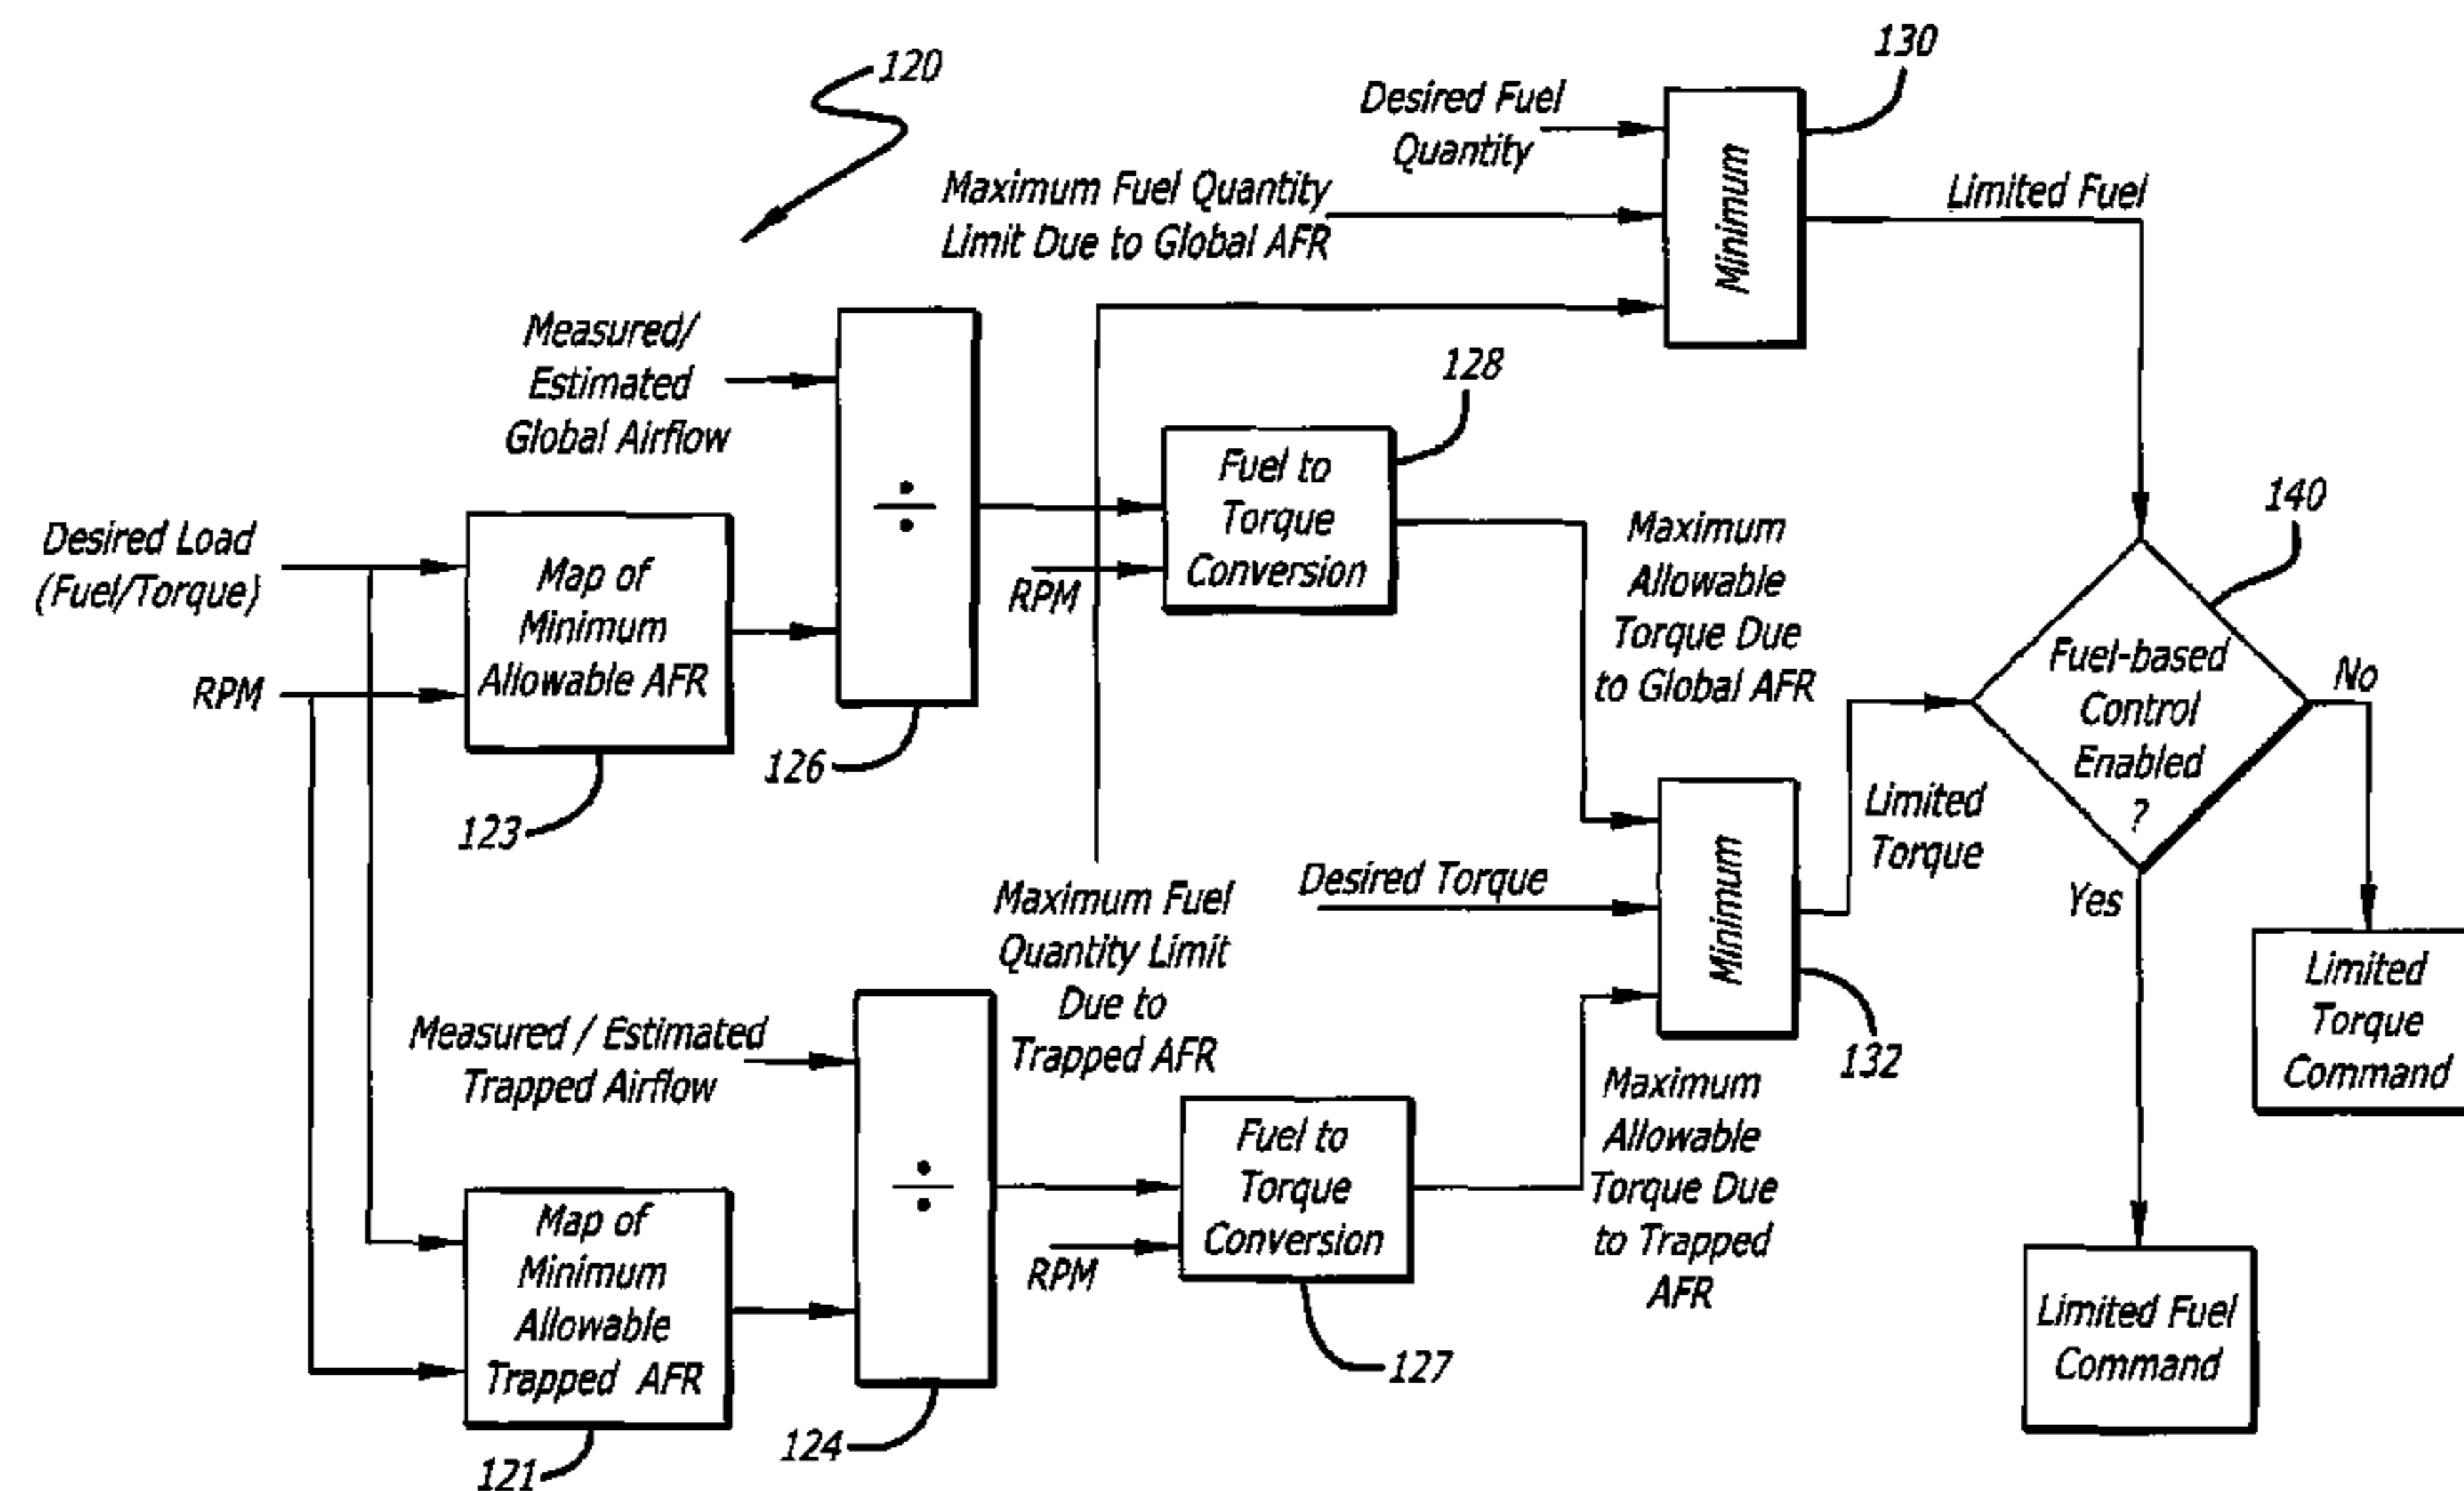 120
130
Desired Fuel
Quantity
Maximum Fuel Quantity
Limit Due to Global AFR
Minimum
Limited Fuel
Measured/
Estimated
Global Airflow
÷
128
Fuel to
Torque
Conversion
RPM
Desired Load
(Fuel/Torque)
RPM
Map of
Minimum
Allowable AFR
123
126
Maximum
Allowable
Torque Due
to Global AFR
140
Fuel-based
Control
Enabled
?
No
Yes
Limited
Torque
Desired Torque
Minimum
132
Maximum Fuel
Quantity Limit
Due to
Trapped AFR
Limited
Torque
Command
Measured / Estimated
Trapped Airflow
÷
Fuel to
Torque
Conversion
RPM
127
Maximum
Allowable
Torque Due
to Trapped
AFR
Map of
Minimum
Allowable
Trapped AFR
121
124
Limited Fuel
Command